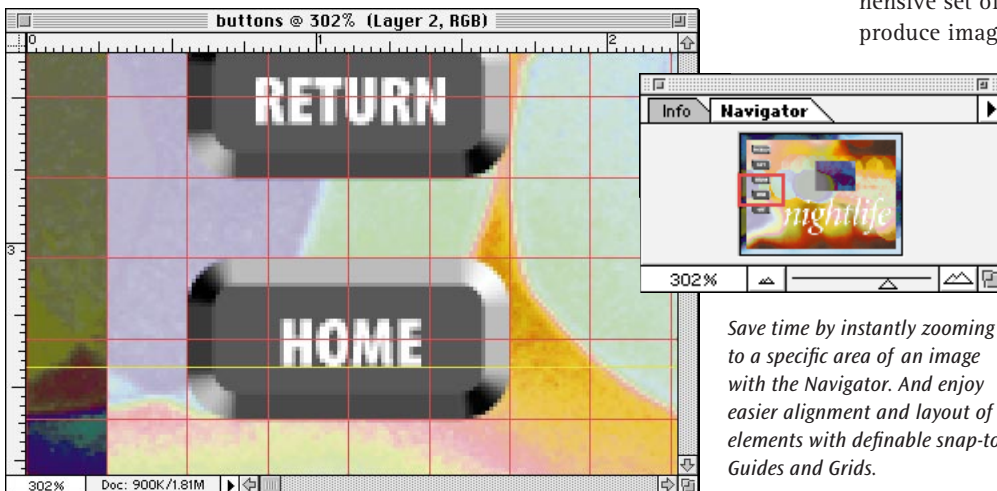 buttons @ 302% (Layer 2, RGB)
0 1 2
3
RETURN
HOME
302% Doc: 900K/1.81M
hensive set of
produce imag
Info Navigator
nightlife
302%
Save time by instantly zooming
to a specific area of an image
with the Navigator. And enjoy
easier alignment and layout of
elements with definable snap-to
Guides and Grids.